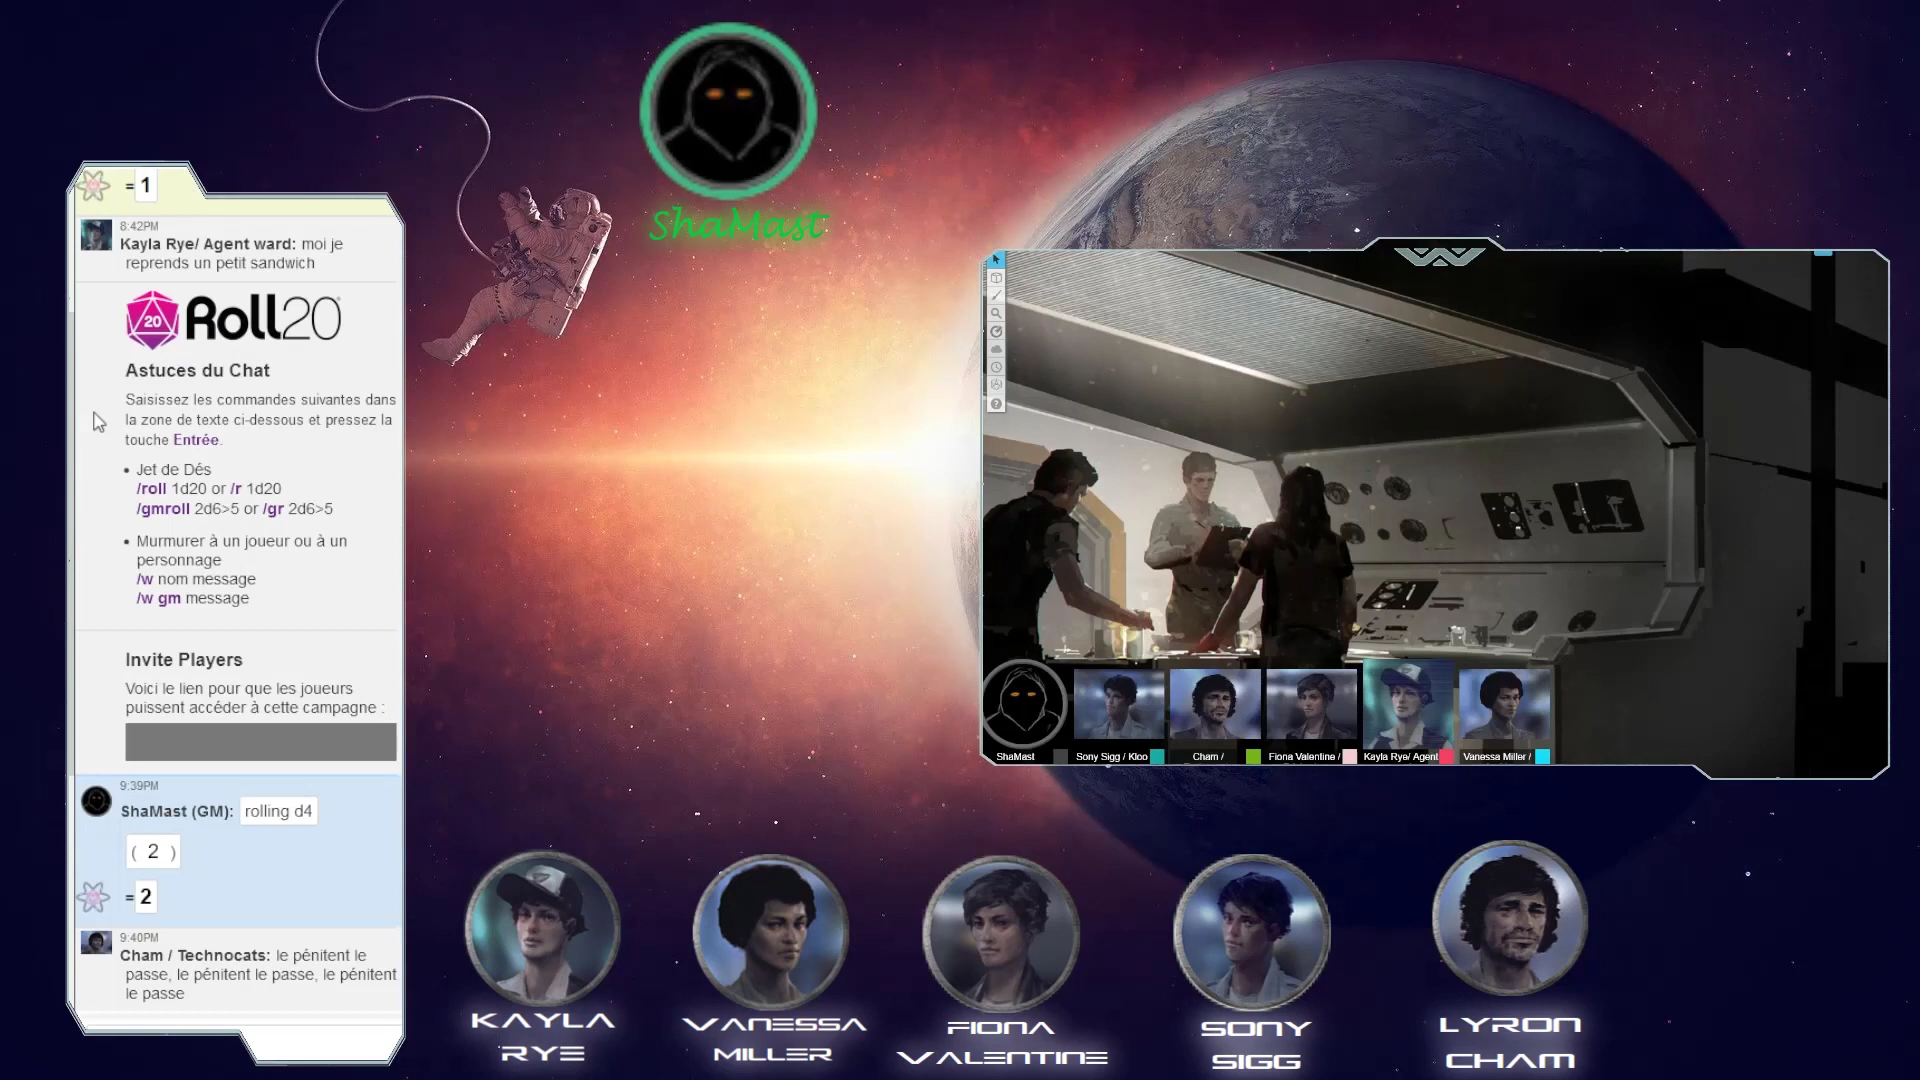 ShaMast
= 1
8:42PM
Kayla Rye/ Agent ward: moi je
reprends un petit sandwich
20 Roll20
Astuces du Chat
Saisissez les commandes suivantes dans
la zone de texte ci-dessous et pressez la
touche Entrée.
• Jet de Dés
/roll 1d20 or /r 1d20
/gmroll 2d6>5 or /gr 2d6>5
• Murmurer à un joueur ou à un
personnage
/w nom message
/w gm message
Invite Players
Voici le lien pour que les joueurs
puissent accéder à cette campagne :
9:39PM
ShaMast (GM): rolling d4
( 2 )
= 2
9:40PM
Cham / Technocats: le pénitent le
passe, le pénitent le passe, le pénitent
le passe
ShaMast
Sony Sigg / Kloo
Cham /
Fiona Valentine /
Kayla Rye/ Agent
Vanessa Miller /
KAYLA
RYE
VANESSA
MILLER
FIONA
VALENTINE
SONY
SIGG
LYRON
CHAM